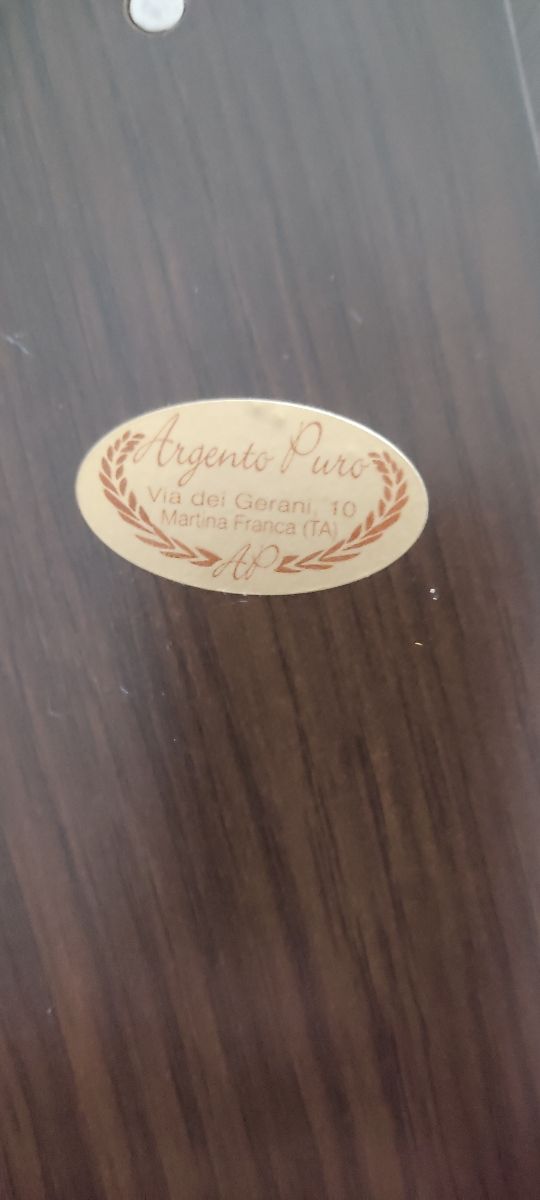 Argento Puro
Via dei Gerani, 10
Martina Franca (TA)
AP